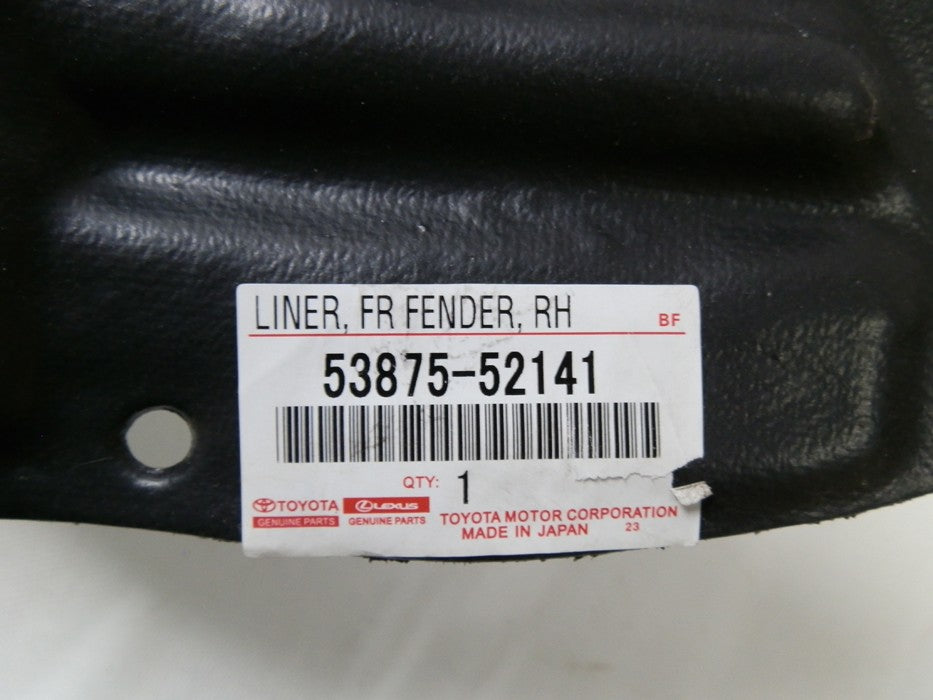 LINER, FR FENDER, RH BF
53875-52141
QTY: 1
TOYOTA LEXUS
GENUINE PARTS GENUINE PARTS
TOYOTA MOTOR CORPORATION
MADE IN JAPAN 23